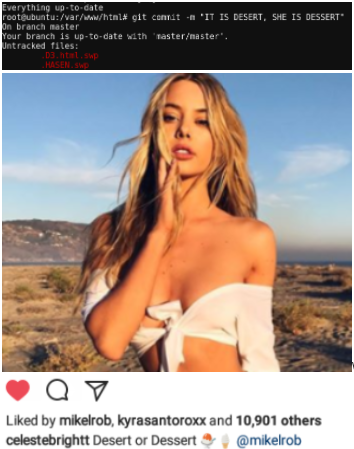 Everything up-to-date
root@ubuntu:/var/www/html# git commit -m "IT IS DESERT, SHE IS DESSERT"
On branch master
Your branch is up-to-date with 'master/master'.
Untracked files:
.D3.html.swp
.HASEN.swp
Liked by mikelrob, kyrasantoroxx and 10,901 others
celestebrightt Desert or Dessert 🍧🍦 @mikelrob